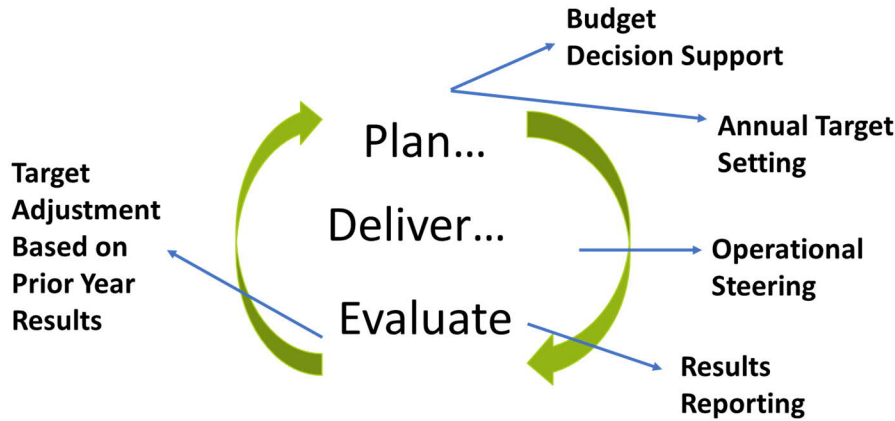 Budget
Decision Support
Plan...
Annual Target
Setting
Target
Adjustment
Based on
Prior Year
Results
Deliver...
Operational
Steering
Evaluate
Results
Reporting